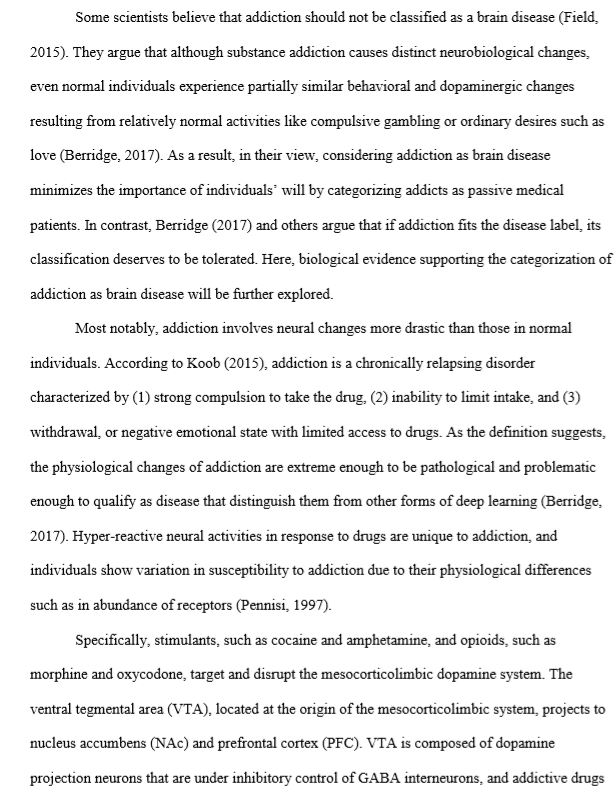 Some scientists believe that addiction should not be classified as a brain disease (Field,
2015). They argue that although substance addiction causes distinct neurobiological changes,
even normal individuals experience partially similar behavioral and dopaminergic changes
resulting from relatively normal activities like compulsive gambling or ordinary desires such as
love (Berridge, 2017). As a result, in their view, considering addiction as brain disease
minimizes the importance of individuals' will by categorizing addicts as passive medical
patients. In contrast, Berridge (2017) and others argue that if addiction fits the disease label, its
classification deserves to be tolerated. Here, biological evidence supporting the categorization of
addiction as brain disease will be further explored.
Most notably, addiction involves neural changes more drastic than those in normal
individuals. According to Koob (2015), addiction is a chronically relapsing disorder
characterized by (1) strong compulsion to take the drug, (2) inability to limit intake, and (3)
withdrawal, or negative emotional state with limited access to drugs. As the definition suggests,
the physiological changes of addiction are extreme enough to be pathological and problematic
enough to qualify as disease that distinguish them from other forms of deep learning (Berridge,
2017). Hyper-reactive neural activities in response to drugs are unique to addiction, and
individuals show variation in susceptibility to addiction due to their physiological differences
such as in abundance of receptors (Pennisi, 1997).
Specifically, stimulants, such as cocaine and amphetamine, and opioids, such as
morphine and oxycodone, target and disrupt the mesocorticolimbic dopamine system. The
ventral tegmental area (VTA), located at the origin of the mesocorticolimbic system, projects to
nucleus accumbens (NAc) and prefrontal cortex (PFC). VTA is composed of dopamine
projection neurons that are under inhibitory control of GABA interneurons, and addictive drugs